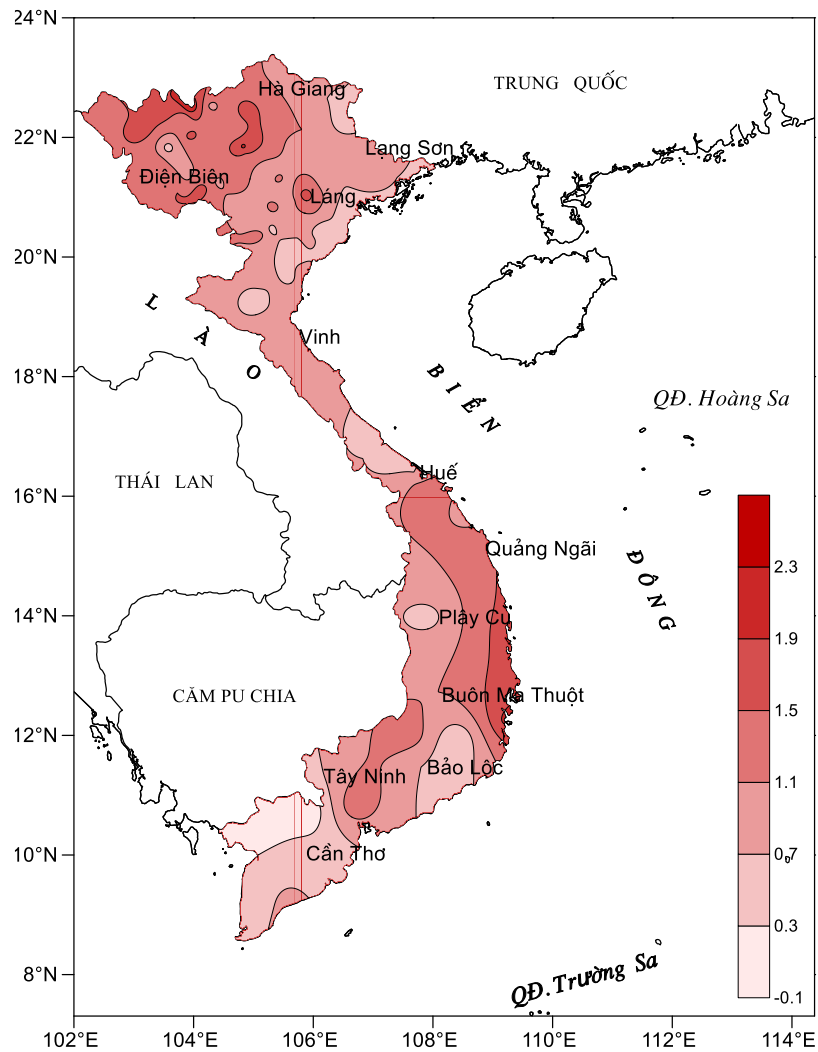 24°N
TRUNG QUỐC
Hà Giang
22°N
Lạng Sơn
Điện Biên
Láng
20°N
L À O
Vinh
18°N
BIỂN
QĐ. Hoàng Sa
THÁI LAN
Huế
16°N
Quảng Ngãi
ĐÔNG
2.3
14°N
Plây Cu
1.9
CĂM PU CHIA
Buôn Ma Thuột
1.5
12°N
Tây Ninh
Bảo Lộc
1.1
10°N
Cần Thơ
0.7
0.3
8°N
QĐ. Trường Sa
-0.1
102°E 104°E 106°E 108°E 110°E 112°E 114°E